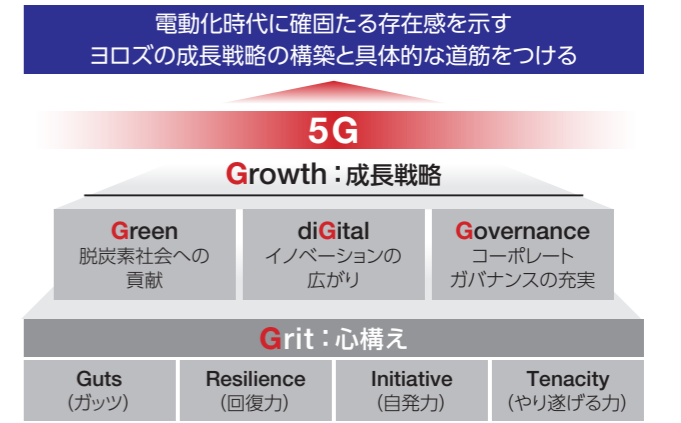 電動化時代に確固たる存在感を示す
ヨロズの成長戦略の構築と具体的な道筋をつける
5G
Growth：成長戦略
Green
脱炭素社会への
貢献
diGital
イノベーションの
広がり
Governance
コーポレート
ガバナンスの充実
Grit：心構え
Guts
（ガッツ）
Resilience
（回復力）
Initiative
（自発力）
Tenacity
（やり遂げる力）